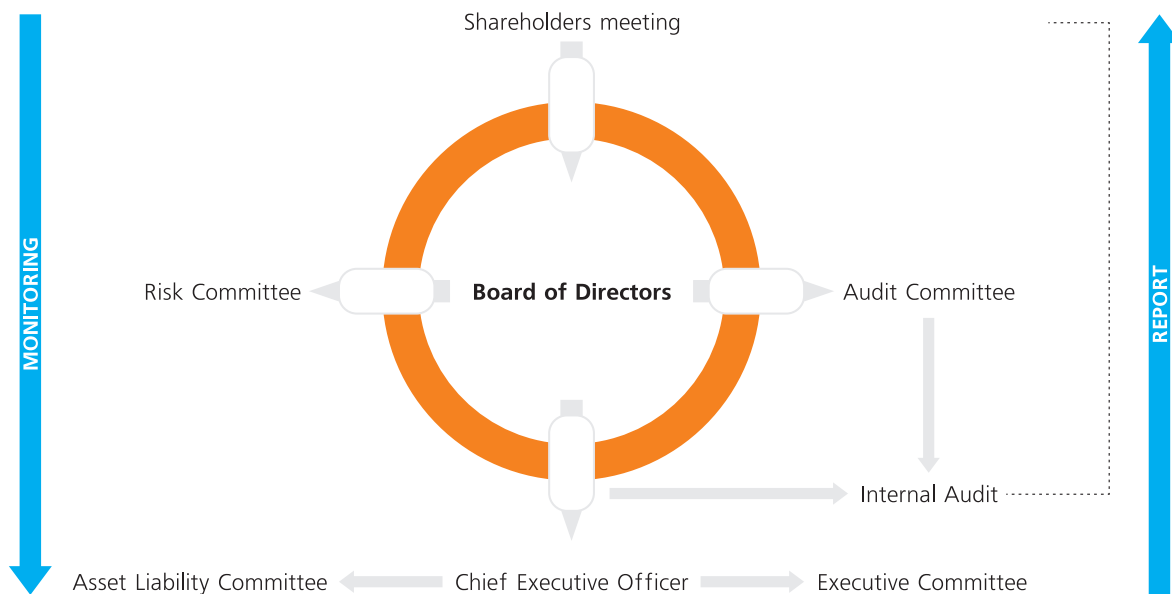 Shareholders meeting
MONITORING
REPORT
Risk Committee
Board of Directors
Audit Committee
Internal Audit
Asset Liability Committee
Chief Executive Officer
Executive Committee